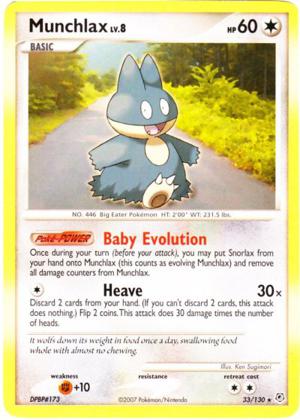 Munchlax LV.8 HP 60
BASIC
NO. 446 Big Eater Pokémon HT: 2'00" WT: 231.5 lbs.
Poké-POWER Baby Evolution
Once during your turn (before your attack), you may put Snorlax from
your hand onto Munchlax (this counts as evolving Munchlax) and remove
all damage counters from Munchlax.
Heave 30x
Discard 2 cards from your hand. (If you can't discard 2 cards, this attack
does nothing.) Flip 2 coins. This attack does 30 damage times the number
of heads.
It wolfs down its weight in food once a day, swallowing food
whole with almost no chewing.
Illus. Ken Sugimori
weakness resistance retreat cost
+10
DPBP#173 ©2007 Pokémon/Nintendo 33/130 ★